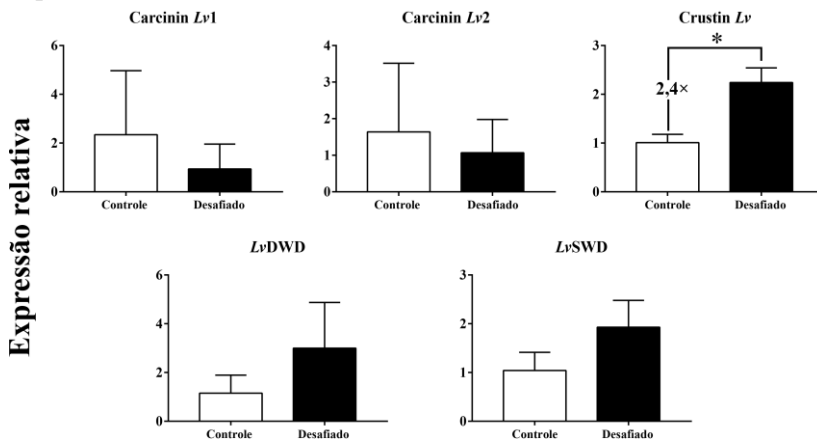 Expressão relativa
Carcinin Lv1
6
4
2
0
Controle Desafiado
Carcinin Lv2
4
3
2
1
0
Controle Desafiado
Crustin Lv
3
2
1
0
*
2,4×
Controle Desafiado
LvDWD
6
4
2
0
Controle Desafiado
LvSWD
3
2
1
0
Controle Desafiado